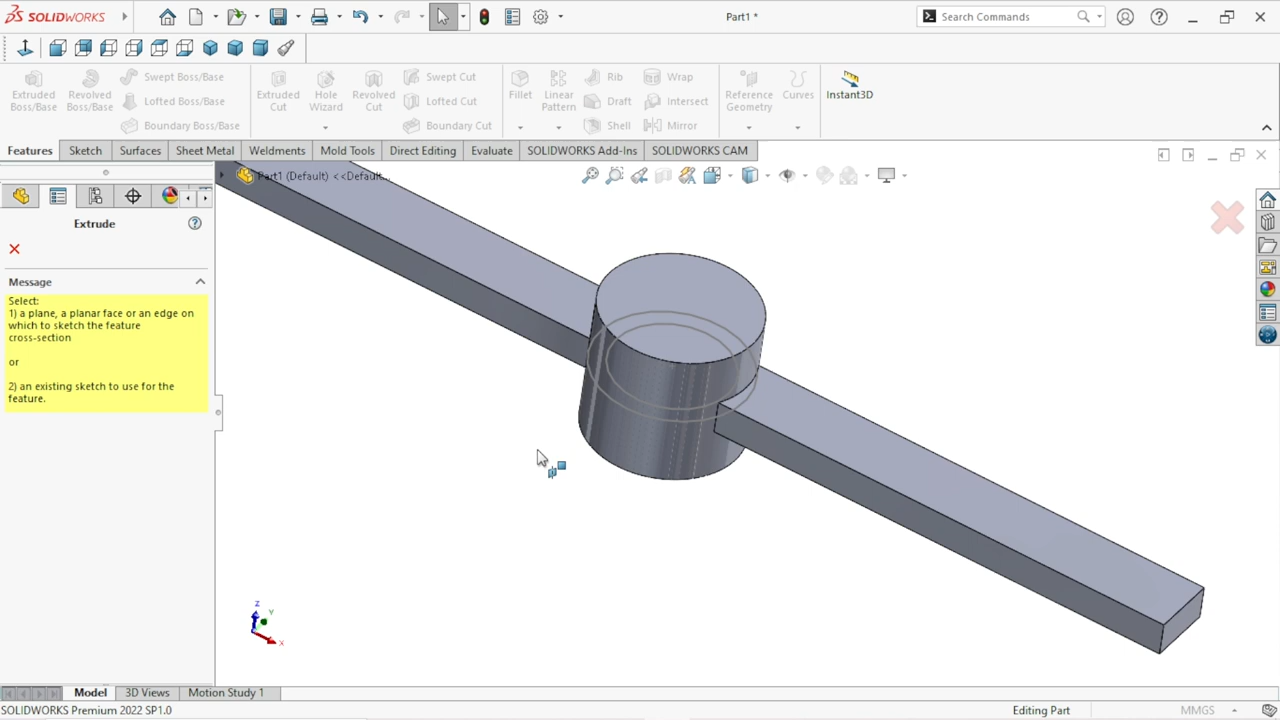 SOLIDWORKS
Part1 *
Search Commands
Extruded Boss/Base
Revolved Boss/Base
Swept Boss/Base
Lofted Boss/Base
Boundary Boss/Base
Extruded Cut
Hole Wizard
Revolved Cut
Swept Cut
Lofted Cut
Boundary Cut
Fillet
Linear Pattern
Rib
Draft
Shell
Wrap
Intersect
Mirror
Reference Geometry
Curves
Instant3D
Features
Sketch
Surfaces
Sheet Metal
Weldments
Mold Tools
Direct Editing
Evaluate
SOLIDWORKS Add-Ins
SOLIDWORKS CAM
Part1 (Default) <<Default...
Extrude
Message
Select:
1) a plane, a planar face or an edge on
which to sketch the feature
cross-section
or
2) an existing sketch to use for the
feature.
Z
Y
X
Model
3D Views
Motion Study 1
SOLIDWORKS Premium 2022 SP1.0
Editing Part
MMGS